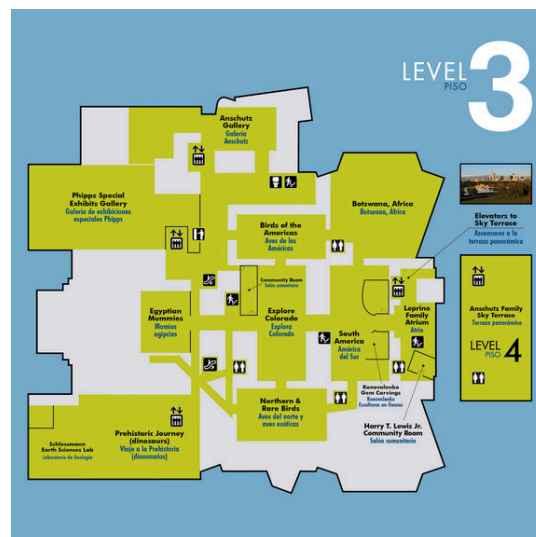 LEVEL
PISO
3
Anschutz
Gallery
Galería
Anschutz
Phipps Special
Exhibits Gallery
Galería de exhibiciones
especiales Phipps
Botswana, Africa
Botsuana, África
Birds of the
Americas
Aves de las
Américas
Elevators to
Sky Terrace
Ascensores a la
terraza panorámica
Community Room
Salón comunitario
Egyptian
Mummies
Momias
egipcias
Explore
Colorado
Explore
Colorado
South
America
América
del Sur
Leprino
Family
Atrium
Atrio
Anschutz Family
Sky Terrace
Terraza panorámica
LEVEL
PISO
4
Konovalenko
Gem Carvings
Konovalenko
Esculturas en Gemas
Northern &
Rare Birds
Aves del norte y
aves exóticas
Harry T. Lewis Jr.
Community Room
Salón comunitario
Schlessmann
Earth Sciences Lab
Laboratorio de Geología
Prehistoric Journey
(dinosaurs)
Viaje a la Prehistoria
(dinosaurios)